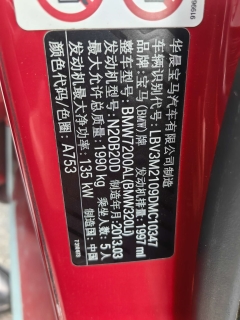 华晨宝马汽车有限公司制造
车辆识别代号：LBV3M2109DMC10347
品牌：宝马 (BMW) 牌 发动机排量：1997 ml
整车型号：BMW7200AL(BMW320Li)
发动机型号：N20B20D 制造年月：2013.03
最大允许总质量：1990 kg 乘坐人数：5 人
发动机最大净功率：135 kW 制造国：中国
颜色代码/色圈：A753